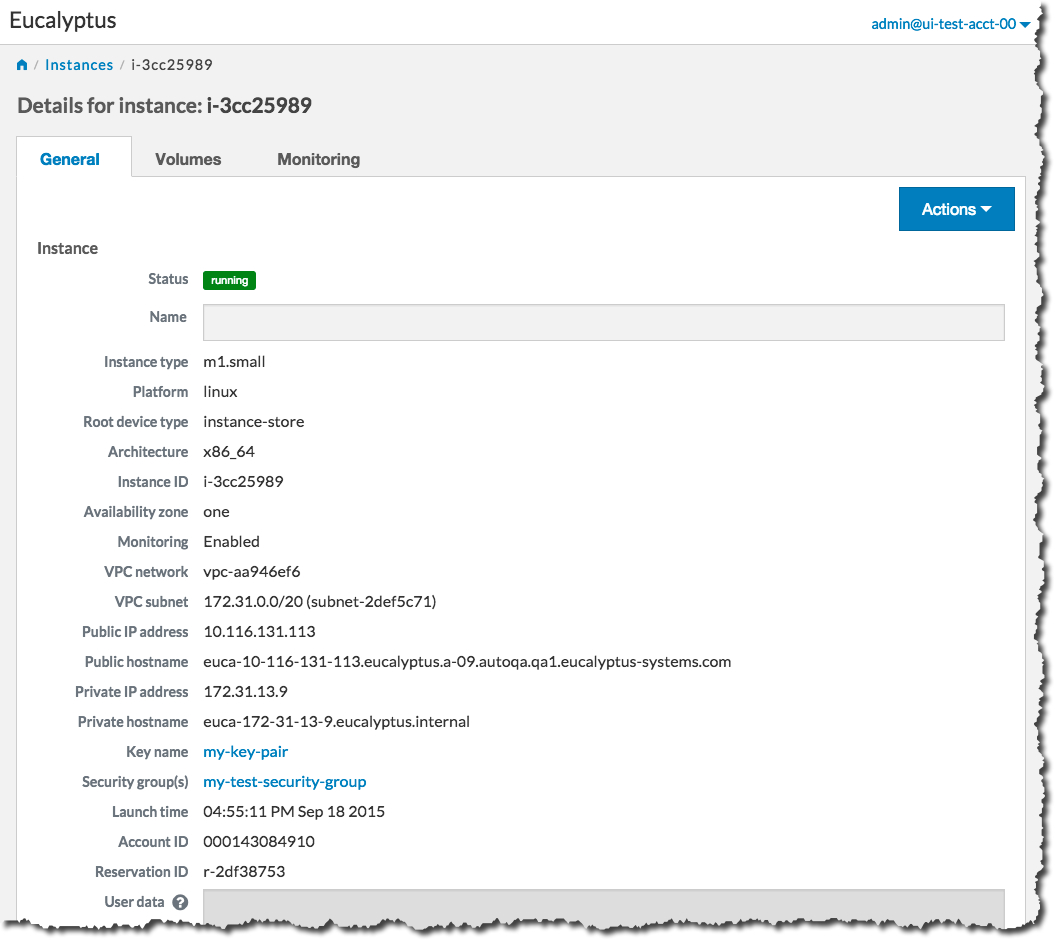 Eucalyptus
admin@ui-test-acct-00
/ Instances / i-3cc25989
Details for instance: i-3cc25989
General Volumes Monitoring
Actions
Instance
Status running
Name
Instance type m1.small
Platform linux
Root device type instance-store
Architecture x86_64
Instance ID i-3cc25989
Availability zone one
Monitoring Enabled
VPC network vpc-aa946ef6
VPC subnet 172.31.0.0/20 (subnet-2def5c71)
Public IP address 10.116.131.113
Public hostname euca-10-116-131-113.eucalyptus.a-09.autoqa.qa1.eucalyptus-systems.com
Private IP address 172.31.13.9
Private hostname euca-172-31-13-9.eucalyptus.internal
Key name my-key-pair
Security group(s) my-test-security-group
Launch time 04:55:11 PM Sep 18 2015
Account ID 000143084910
Reservation ID r-2df38753
User data ?